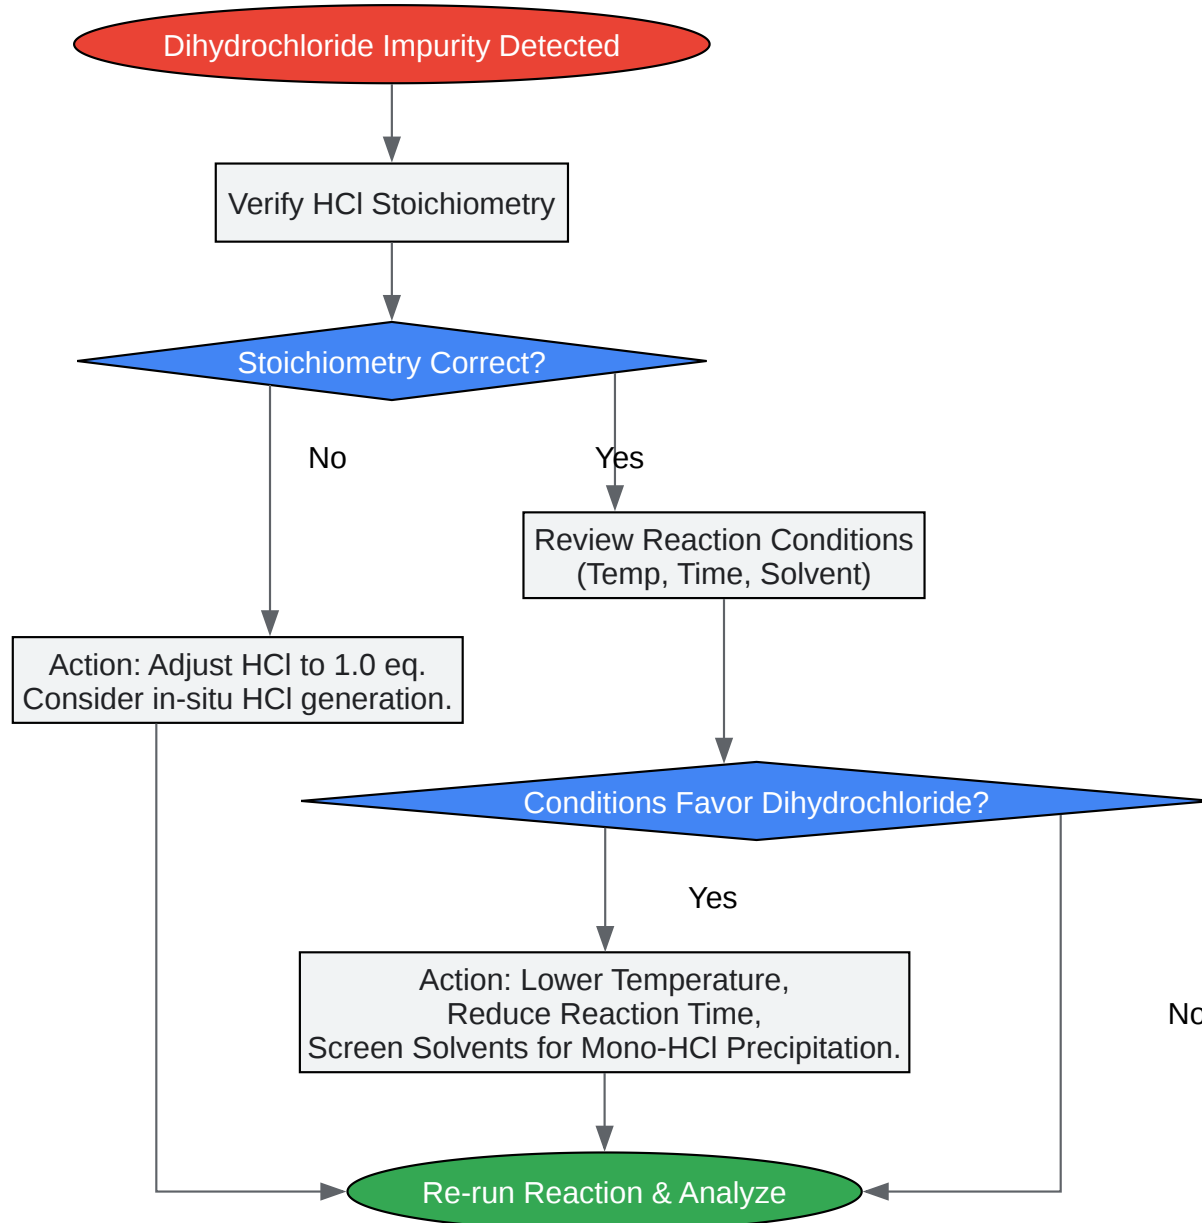 Dihydrochloride Impurity Detected
Verify HCl Stoichiometry
Stoichiometry Correct?
No
Yes
Review Reaction Conditions
(Temp, Time, Solvent)
Action: Adjust HCl to 1.0 eq.
Consider in-situ HCl generation.
Conditions Favor Dihydrochloride?
Yes
Action: Lower Temperature,
Reduce Reaction Time,
Screen Solvents for Mono-HCl Precipitation.
No
Re-run Reaction & Analyze